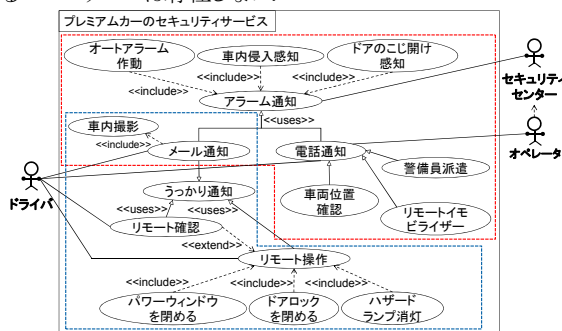 プレミアムカーのセキュリティサービス
オートアラーム
作動
車内侵入感知
ドアのこじ開け
感知
<<include>>
<<include>>
<<include>>
アラーム通知
セキュリティ
センター
<<uses>>
車内撮影
<<include>>
メール通知
電話通知
オペレータ
警備員派遣
ドライバ
うっかり通知
車両位置
確認
リモートイモ
ビライザー
<<uses>>
<<uses>>
リモート確認
<<extend>>
リモート操作
<<include>>
<<include>>
<<include>>
パワーウィンドウ
を閉める
ドアロック
を閉める
ハザード
ランプ消灯